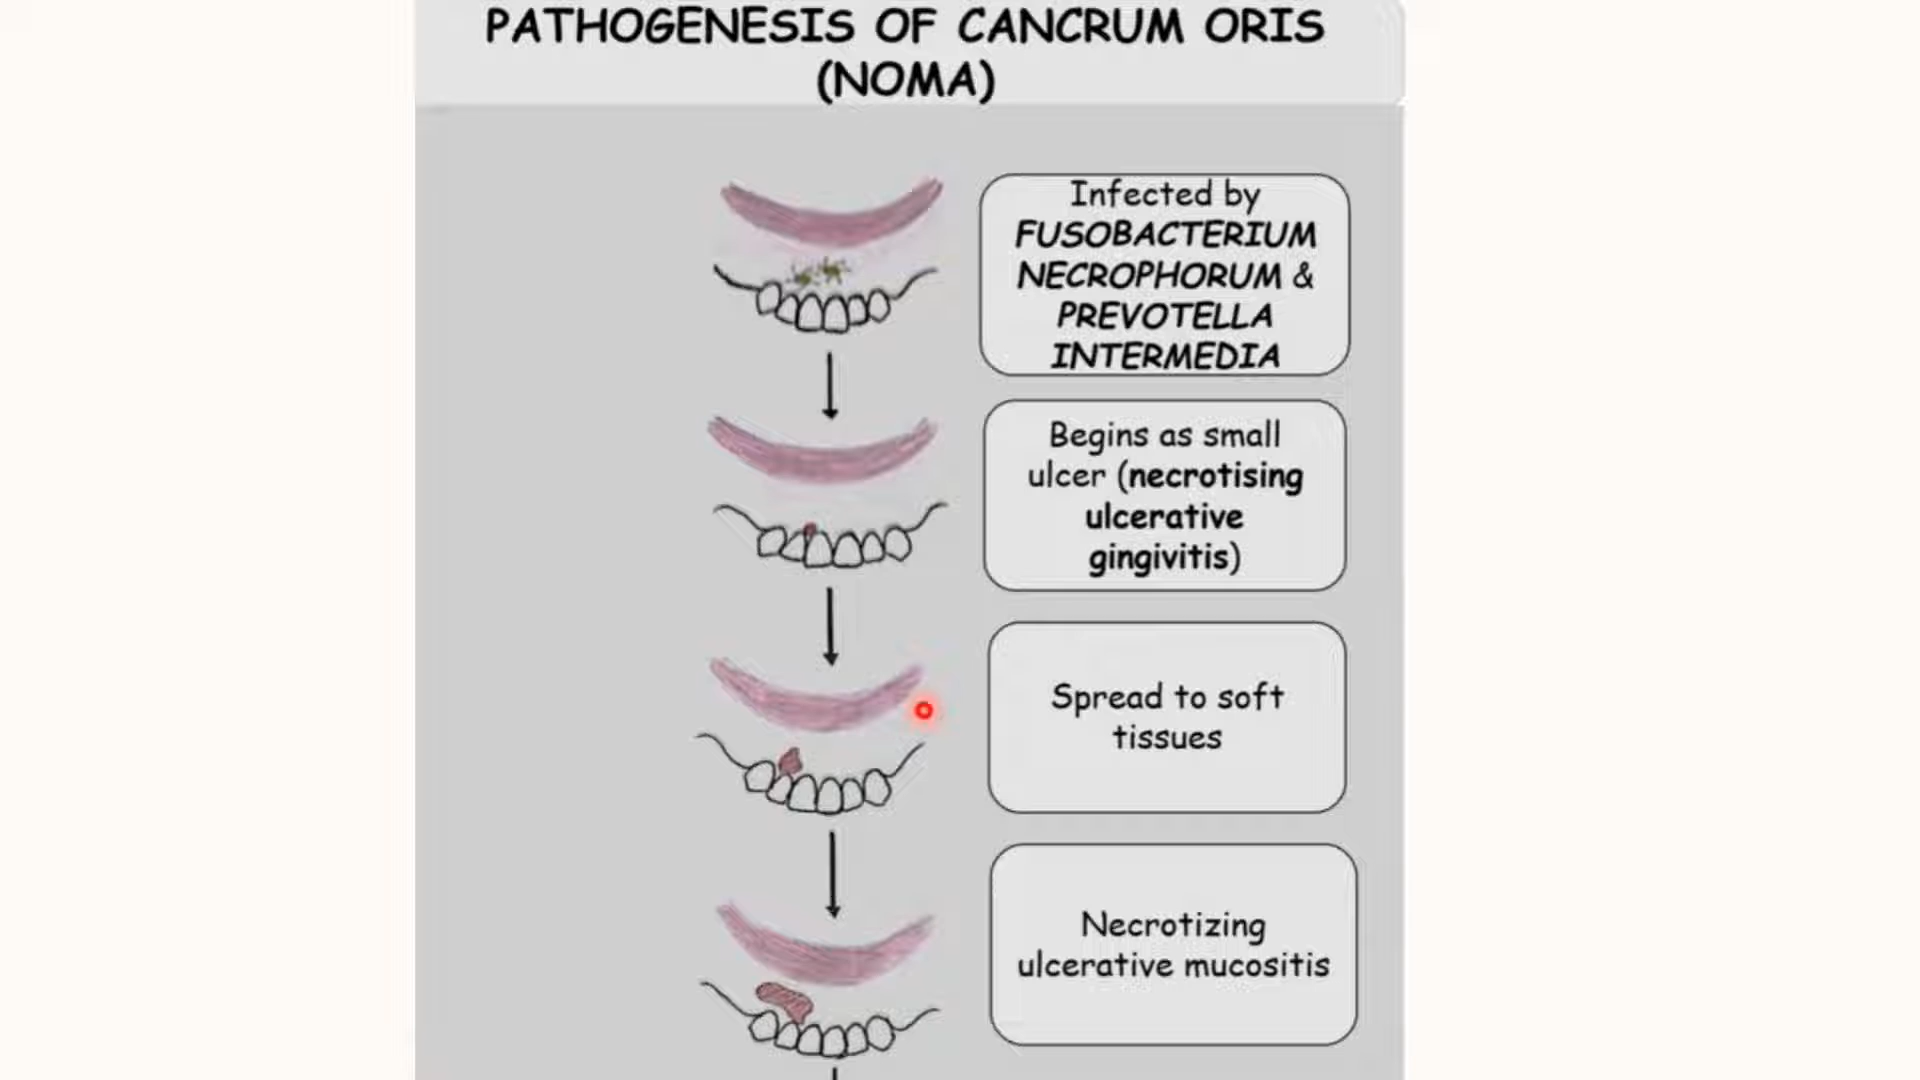 PATHOGENESIS OF CANCRUM ORIS
(NOMA)
Infected by
FUSOBACTERIUM
NECROPHORUM &
PREVOTELLA
INTERMEDIA
Begins as small
ulcer (necrotising
ulcerative
gingivitis)
Spread to soft
tissues
Necrotizing
ulcerative mucositis